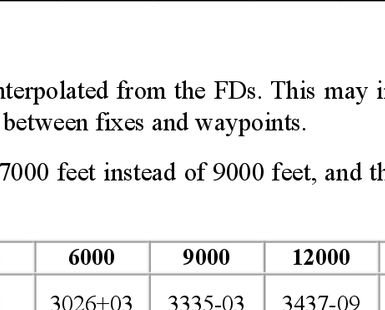 nterpolated from the FDs. This may i
between fixes and waypoints.
7000 feet instead of 9000 feet, and th
6000 9000 12000
3026+03 3335-03 3437-09